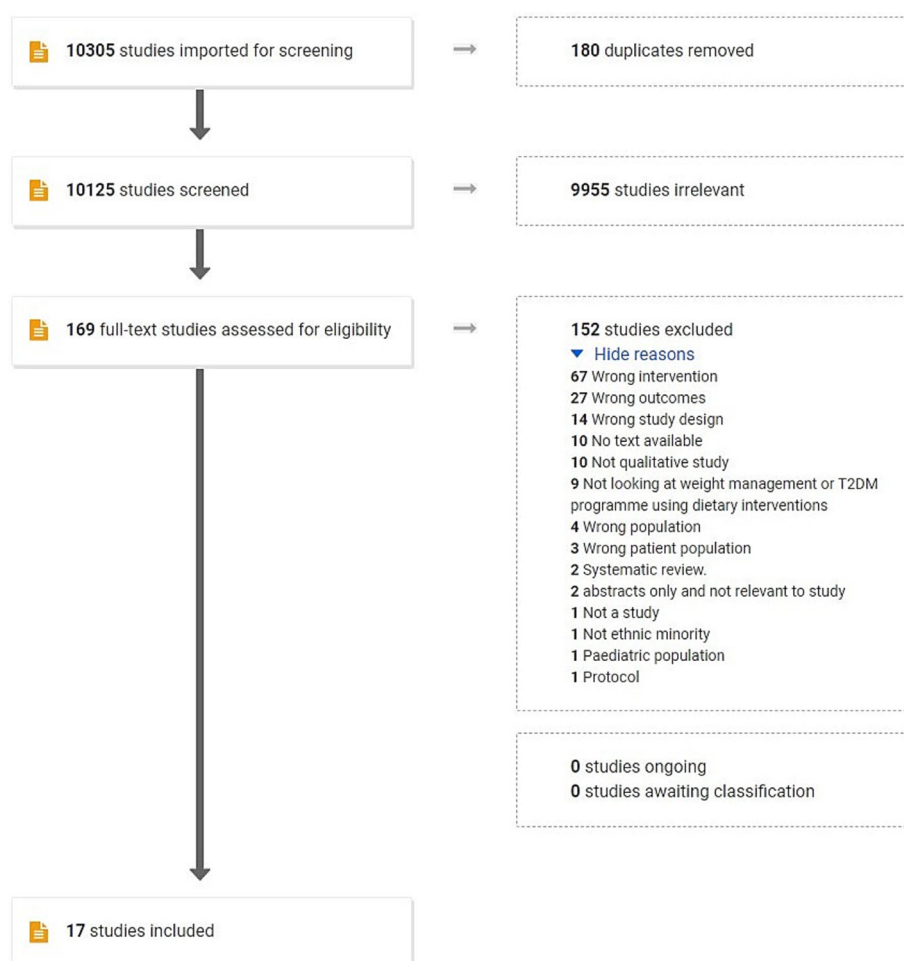 10305 studies imported for screening
180 duplicates removed
10125 studies screened
9955 studies irrelevant
169 full-text studies assessed for eligibility
152 studies excluded
Hide reasons
67 Wrong intervention
27 Wrong outcomes
14 Wrong study design
10 No text available
10 Not qualitative study
9 Not looking at weight management or T2DM
programme using dietary interventions
4 Wrong population
3 Wrong patient population
2 Systematic review.
2 abstracts only and not relevant to study
1 Not a study
1 Not ethnic minority
1 Paediatric population
1 Protocol
0 studies ongoing
0 studies awaiting classification
17 studies included